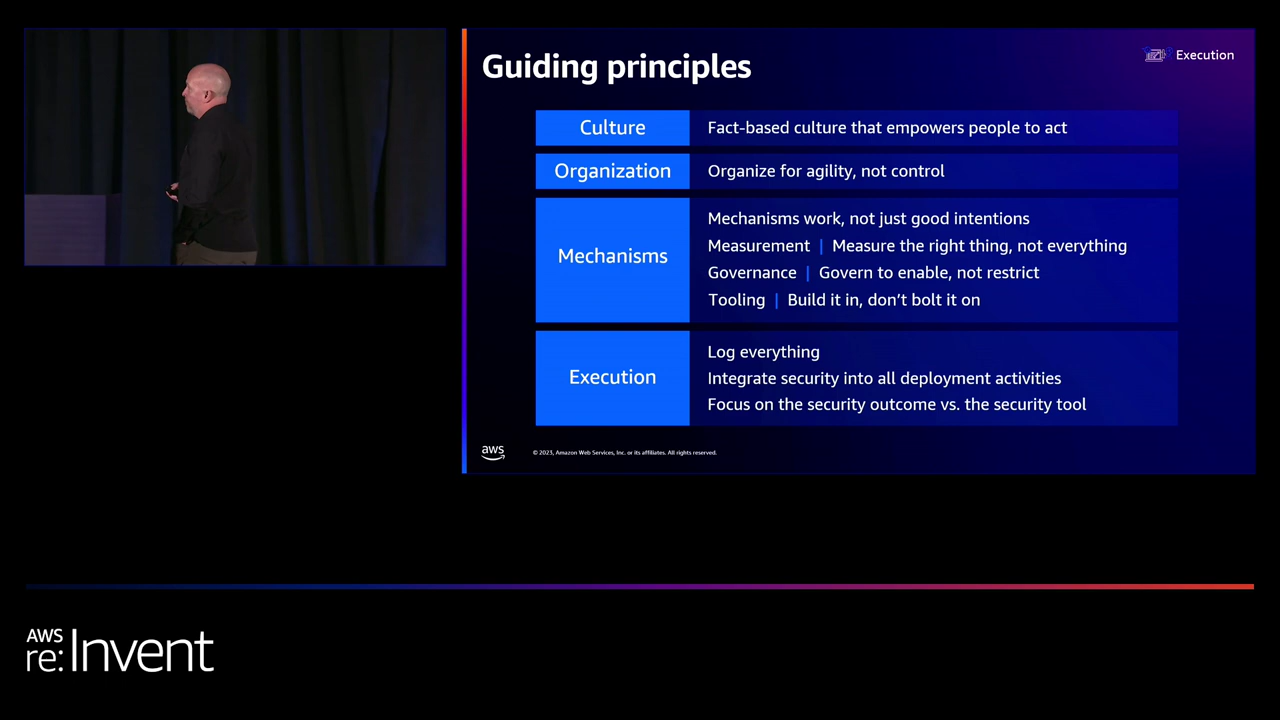 Guiding principles
Execution
Culture
Fact-based culture that empowers people to act
Organization
Organize for agility, not control
Mechanisms
Mechanisms work, not just good intentions
Measurement | Measure the right thing, not everything
Governance | Govern to enable, not restrict
Tooling | Build it in, don’t bolt it on
Execution
Log everything
Integrate security into all deployment activities
Focus on the security outcome vs. the security tool
aws
© 2023, Amazon Web Services, Inc. or its affiliates. All rights reserved.
AWS
re:Invent